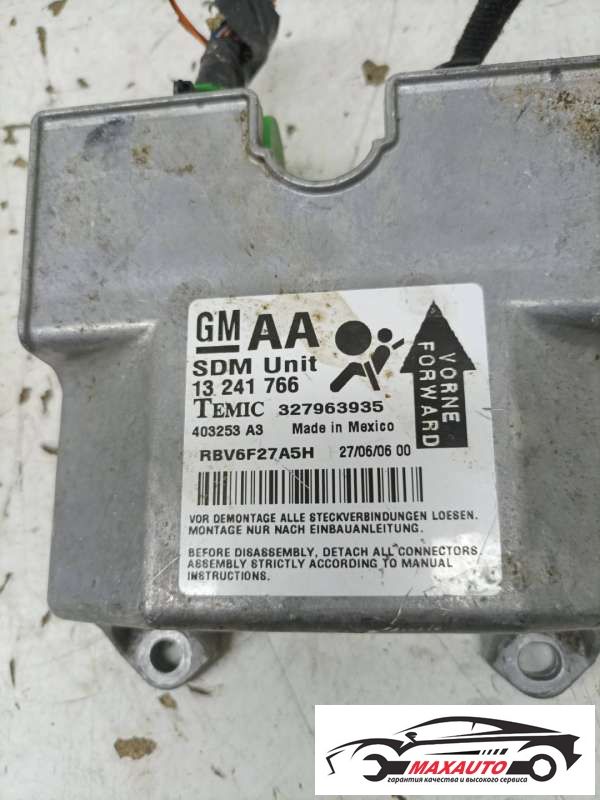 GM AA
SDM Unit
13 241 766
TEMIC 327963935
403253 A3 Made in Mexico
RBV6F27A5H 27/06/06 00
VORNE
FORWARD
VOR DEMONTAGE ALLE STECKVERBINDUNGEN LOESEN.
MONTAGE NUR NACH EINBAUANLEITUNG.
BEFORE DISASSEMBLY, DETACH ALL CONNECTORS.
ASSEMBLY STRICTLY ACCORDING TO MANUAL
INSTRUCTIONS.
MAXAUTO
гарантия качества и высокого сервиса